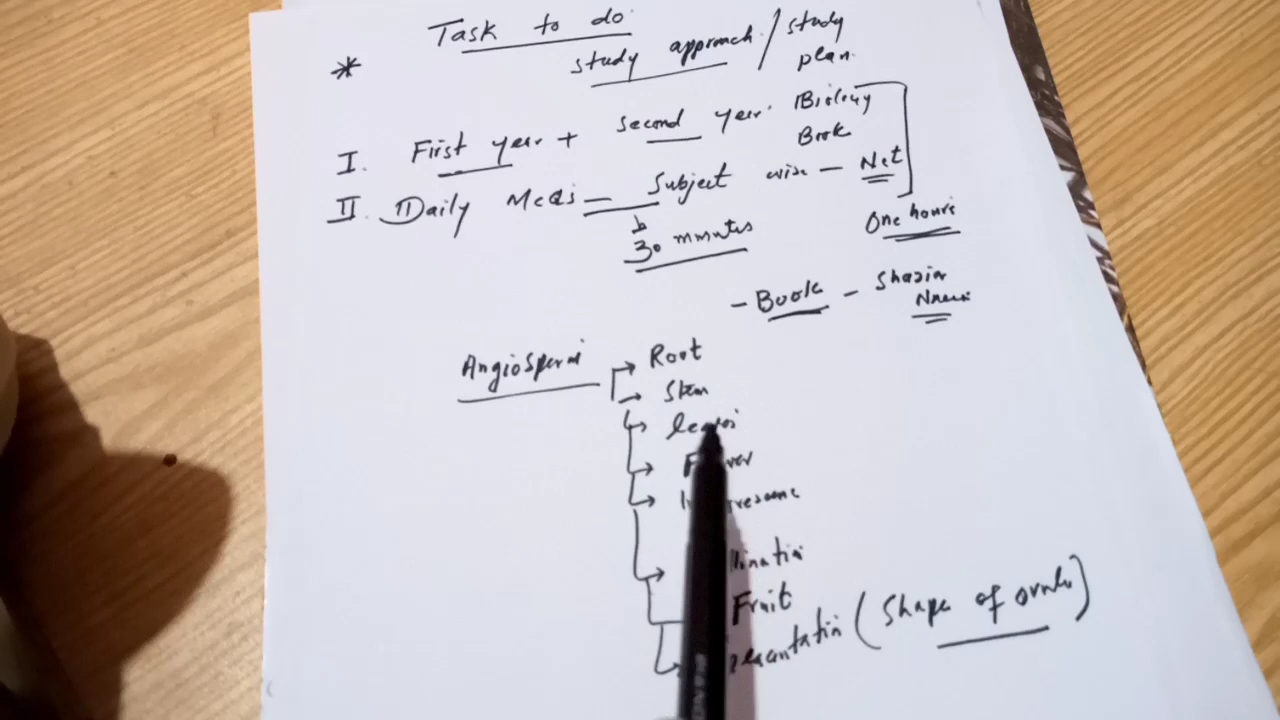 Task to do
* study approach / study plan.
I. First year + second year. Biology Book
II. Daily McQs — Subject wise — Net
30 minutes
One hours
- Book - Shazia
Angiosperm
Root
Stem
leaves
Fruit
(Shape of ovule)